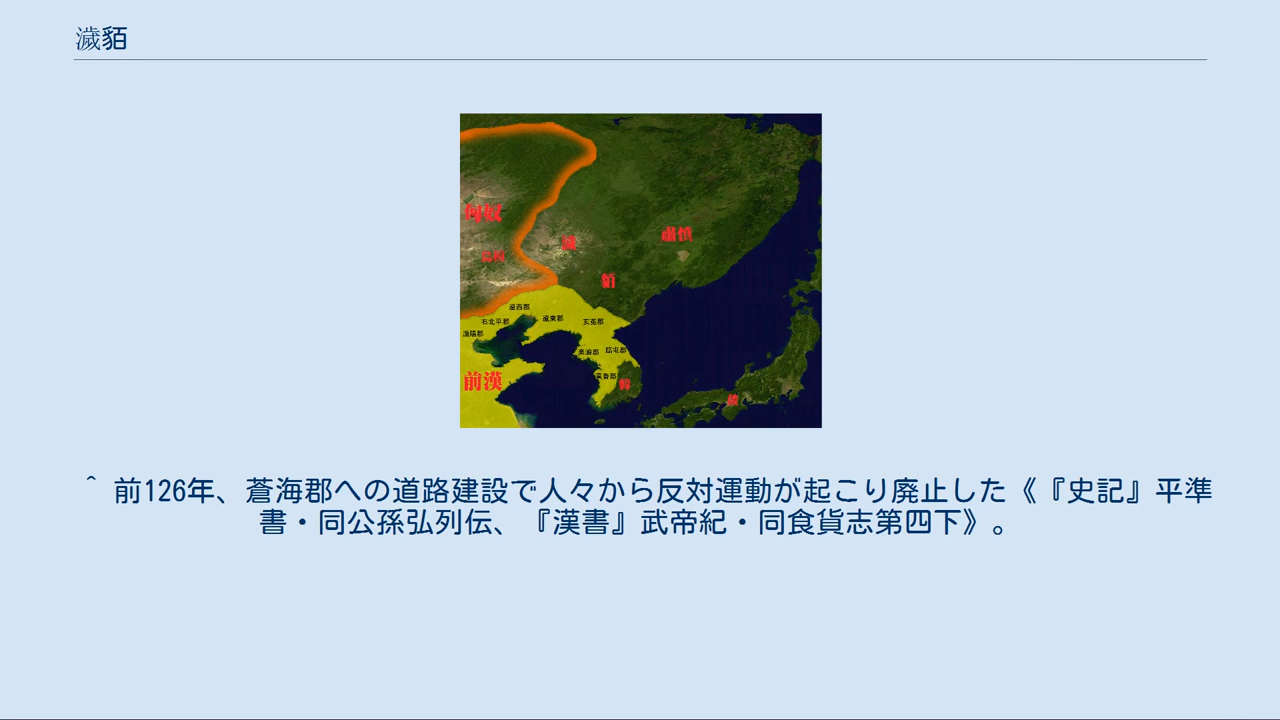 濊貊
匈奴
烏桓
濊
肅慎
貊
遼西郡
右北平郡
遼東郡
玄菟郡
漁陽郡
楽浪郡
臨屯郡
真番郡
前漢
韓
倭
^ 前126年、蒼海郡への道路建設で人々から反対運動が起こり廃止した《『史記』平準
書・同公孫弘列伝、『漢書』武帝紀・同食貨志第四下》。